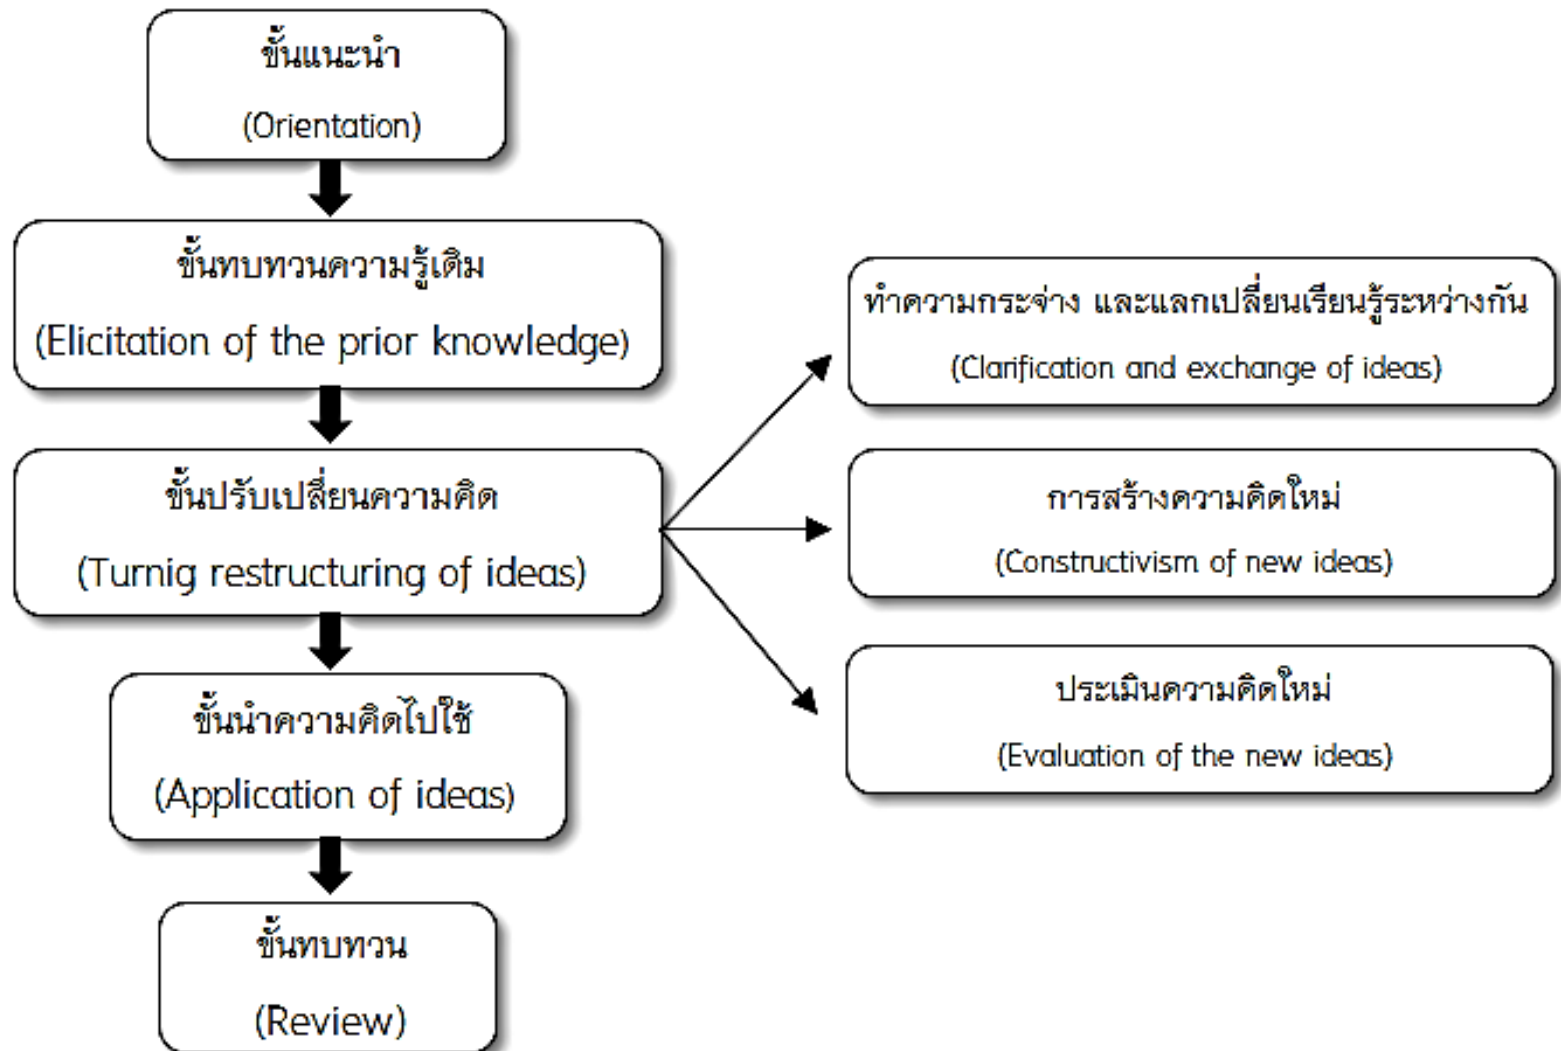 ขั้นแนะนำ
(Orientation)
ขั้นทบทวนความรู้เดิม
(Elicitation of the prior knowledge)
ขั้นปรับเปลี่ยนความคิด
(Turnig restructuring of ideas)
ขั้นนำความคิดไปใช้
(Application of ideas)
ขั้นทบทวน
(Review)
ทำความกระจ่าง และแลกเปลี่ยนเรียนรู้ระหว่างกัน
(Clarification and exchange of ideas)
การสร้างความคิดใหม่
(Constructivism of new ideas)
ประเมินความคิดใหม่
(Evaluation of the new ideas)